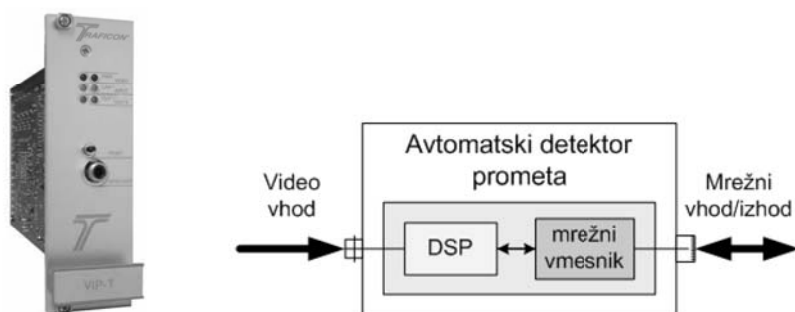 TRAFICON
VIP-T
Avtomatski detektor
prometa
Video
vhod
DSP
mrežni
vmesnik
Mrežni
vhod/izhod